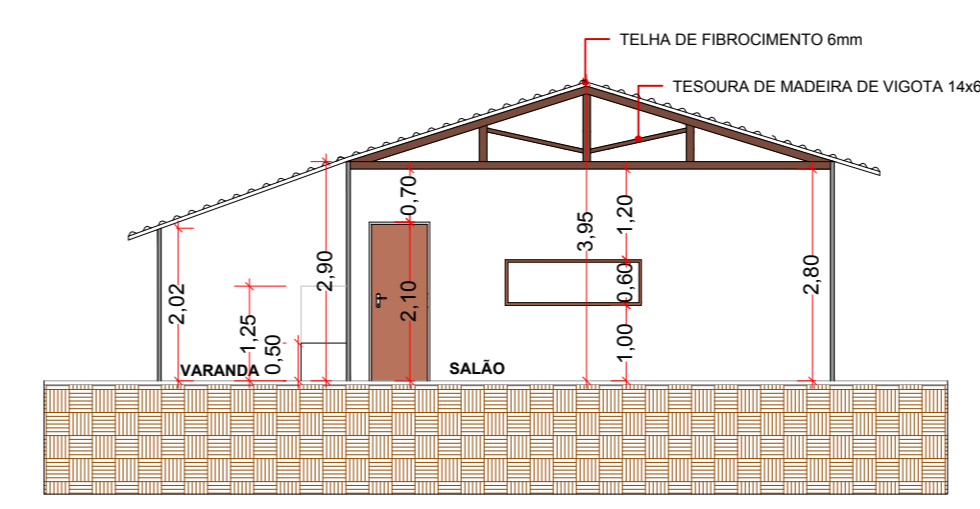 TELHA DE FIBROCIMENTO 6mm
TESOURA DE MADEIRA DE VIGOTA 14x6
0,70
1,20
3,95
2,90
2,80
0,60
2,10
2,02
1,25
0,50
1,00
VARANDA
SALÃO